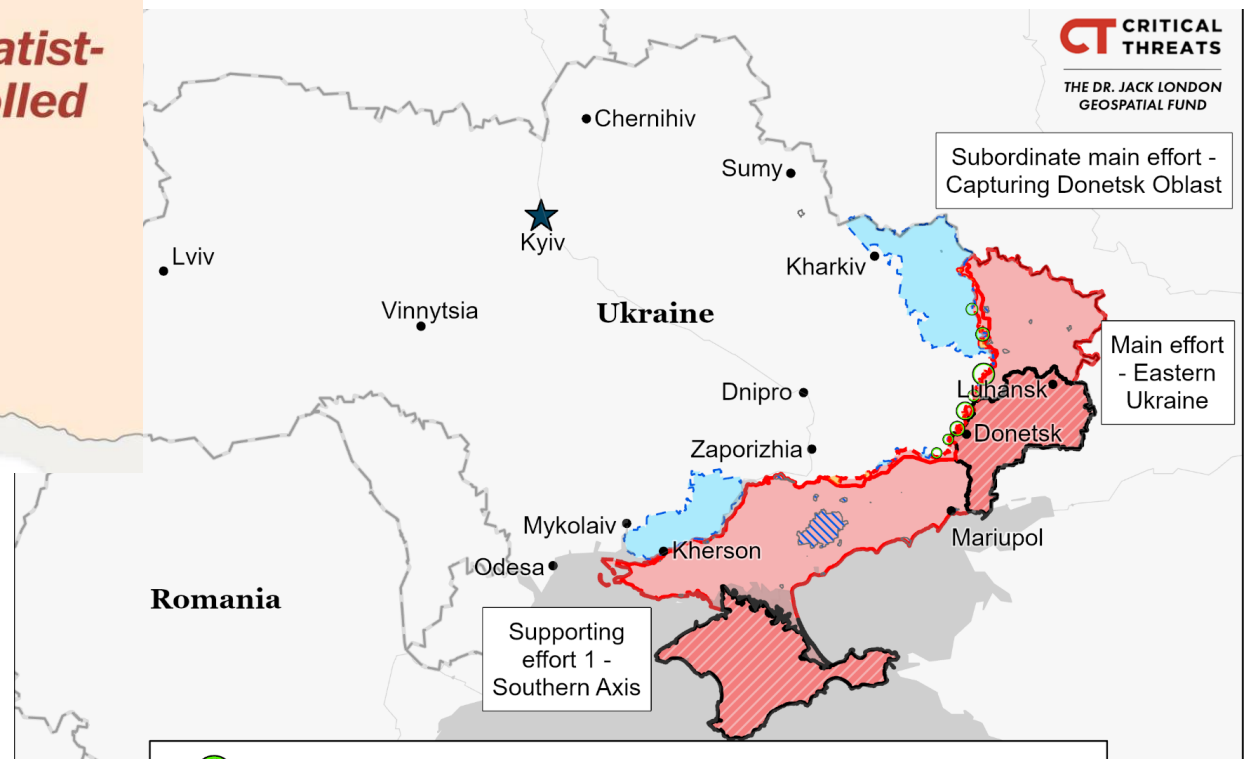 atist-
lled
CRITICAL
THREATS
THE DR. JACK LONDON
GEOSPATIAL FUND
Chernihiv
Subordinate main effort -
Capturing Donetsk Oblast
Sumy
Kyiv
Lviv
Kharkiv
Vinnytsia
Ukraine
Main effort
- Eastern
Ukraine
Dnipro
Luhansk
Donetsk
Zaporizhia
Mykolaiv
Mariupol
Kherson
Odesa
Romania
Supporting
effort 1 -
Southern Axis